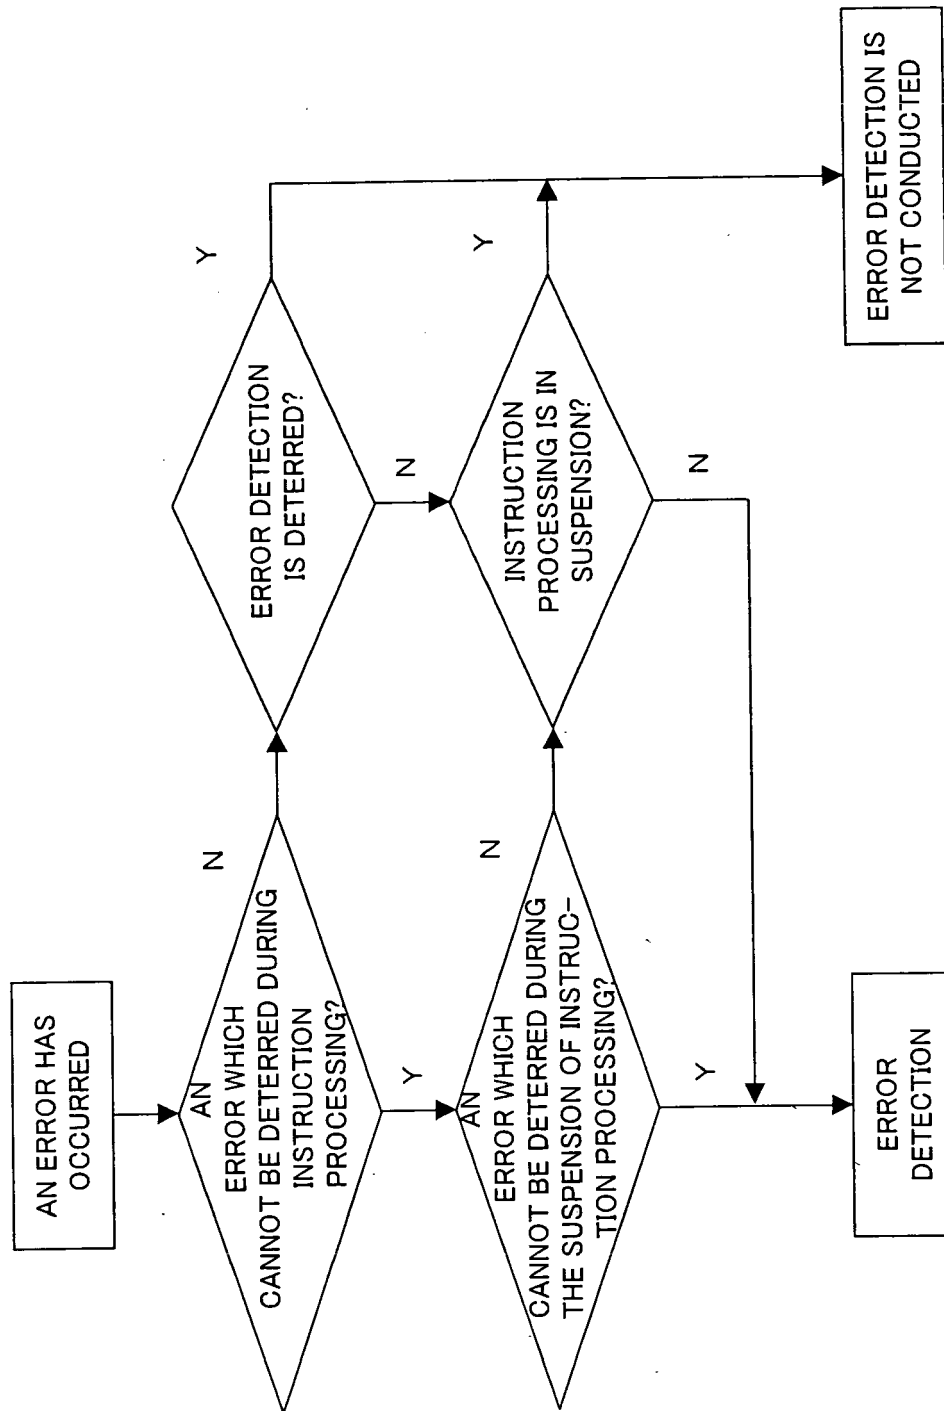 AN ERROR HAS
OCCURRED
AN
ERROR WHICH
CANNOT BE DETERRED DURING
INSTRUCTION
PROCESSING?
N
ERROR DETECTION
IS DETERRED?
Y
Y
N
AN
ERROR WHICH
CANNOT BE DETERRED DURING
THE SUSPENSION OF INSTRUC-
TION PROCESSING?
N
INSTRUCTION
PROCESSING IS IN
SUSPENSION?
Y
Y
N
ERROR
DETECTION
ERROR DETECTION IS
NOT CONDUCTED